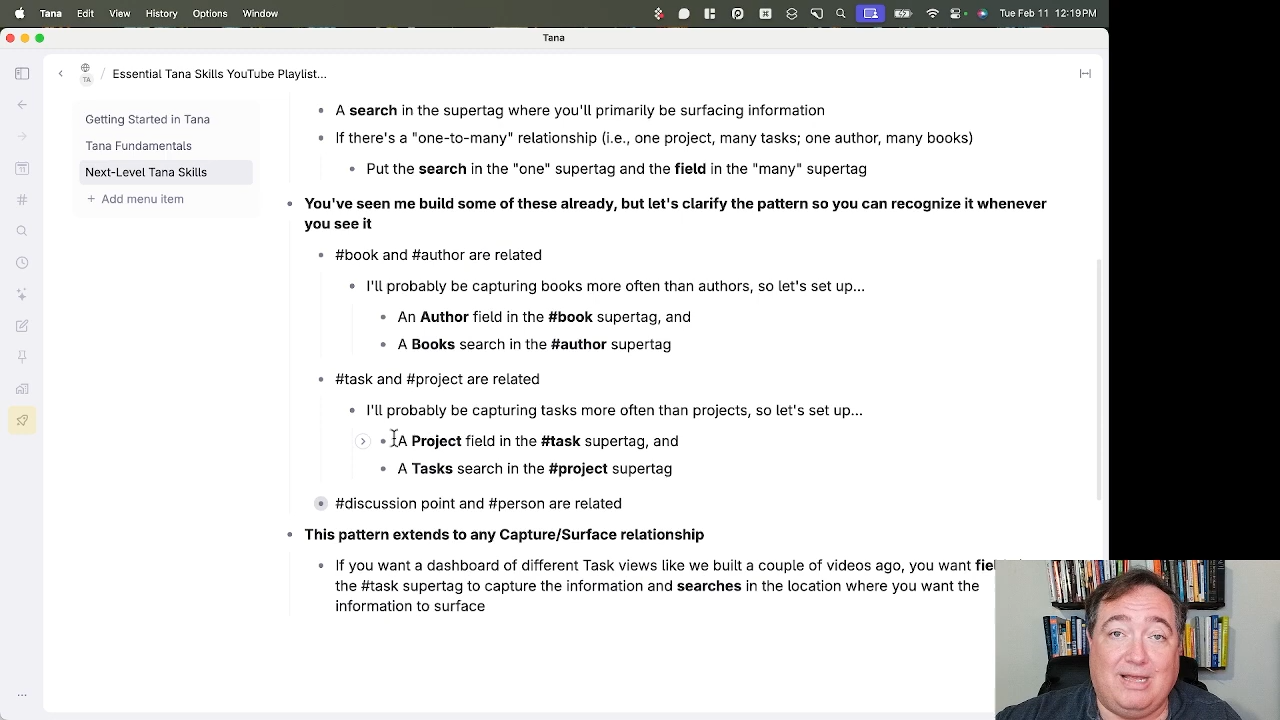 Tana File Edit History Options Window Tue Feb 11 12:19 PM
Tana
TA / Essential Tana Skills YouTube Playlist...
Getting Started in Tana
Tana Fundamentals
Next-Level Tana Skills
+ Add menu item
A search in the supertag where you'll primarily be surfacing information
If there's a "one-to-many" relationship (i.e., one project, many tasks; one author, many books)
Put the search in the "one" supertag and the field in the "many" supertag
You've seen me build some of these already, but let's clarify the pattern so you can recognize it whenever
you see it
#book and #author are related
I'll probably be capturing books more often than authors, so let's set up...
An Author field in the #book supertag, and
A Books search in the #author supertag
#task and #project are related
I'll probably be capturing tasks more often than projects, so let's set up...
A Project field in the #task supertag, and
A Tasks search in the #project supertag
#discussion point and #person are related
This pattern extends to any Capture/Surface relationship
If you want a dashboard of different Task views like we built a couple of videos ago, you want
the #task supertag to capture the information and searches in the location where you want the
information to surface